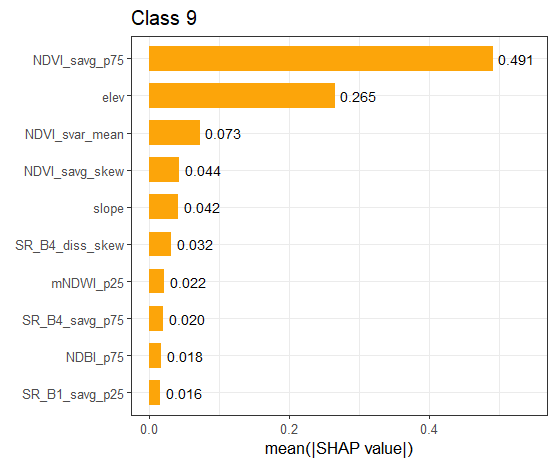 Class 9
NDVI_savg_p75 0.491
elev 0.265
NDVI_svar_mean 0.073
NDVI_savg_skew 0.044
slope 0.042
SR_B4_diss_skew 0.032
mNDWI_p25 0.022
SR_B4_savg_p75 0.020
NDBI_p75 0.018
SR_B1_savg_p25 0.016
0.0 0.2 0.4
mean(|SHAP value|)